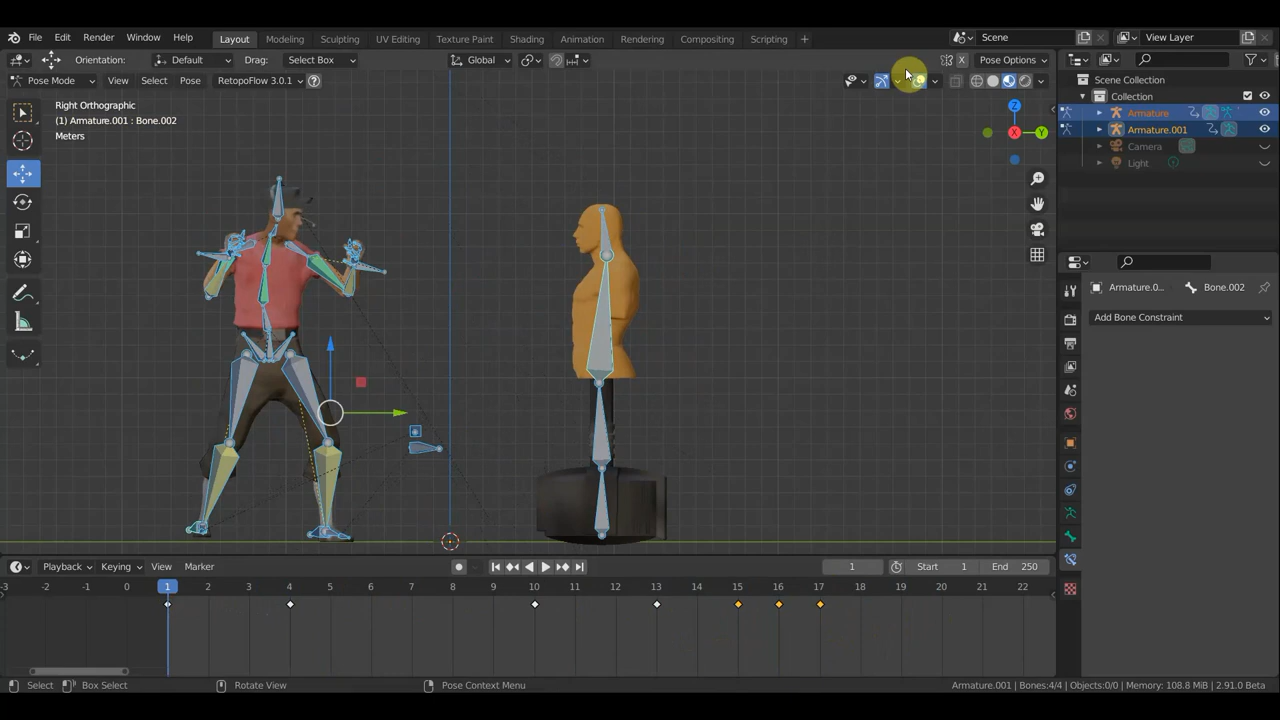 File Edit Render Window Help Layout Modeling Sculpting UV Editing Texture Paint Shading Animation Rendering Compositing Scripting + Scene View Layer
Orientation: Default Drag: Select Box Global X Pose Options
Pose Mode View Select Pose RetopoFlow 3.0.1 ?
Scene Collection
Collection
Armature
Armature.001
Camera
Light
Right Orthographic
(1) Armature.001 : Bone.002
Meters
Z
X
Y
Armature.0... Bone.002
Add Bone Constraint
Playback Keying View Marker 1 Start 1 End 250
-3 0 1 2 3 4 5 6 7 8 9 10 11 12 13 14 15 16 17 18 19 20 21 22
Select Box Select Rotate View Pose Context Menu Armature.001 | Bones:4/4 | Objects:0/0 | Memory: 108.8 MiB | 2.91.0 Beta